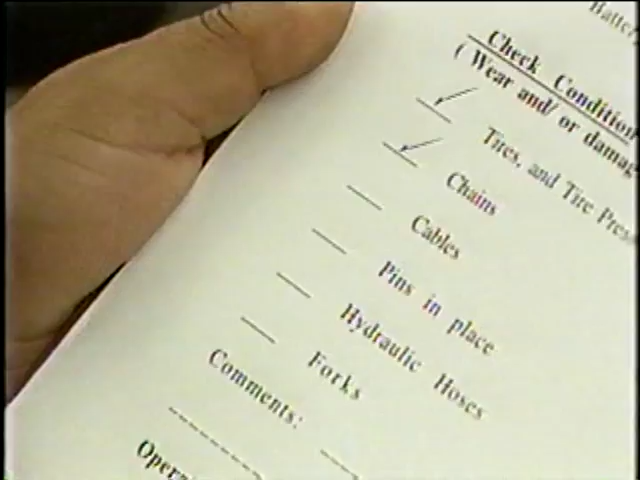 Check Condition
( Wear and/ or damag
Tires, and Tire Pres
Chains
Cables
Pins in place
Hydraulic Hoses
Forks
Comments:
Oper